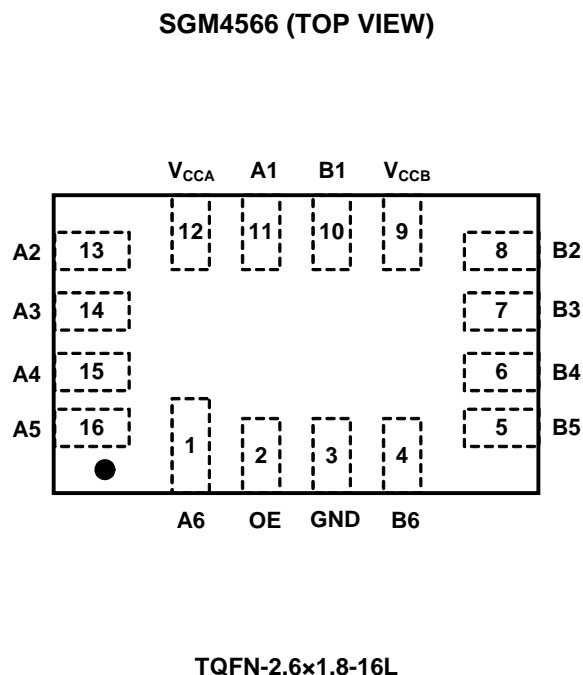 SGM4566 (TOP VIEW)
VCCA A1 B1 VCCB
12 11 10 9
A2 13 8 B2
A3 14 7 B3
A4 15 6 B4
A5 16 5 B5
1 2 3 4
A6 OE GND B6
TQFN-2.6×1.8-16L